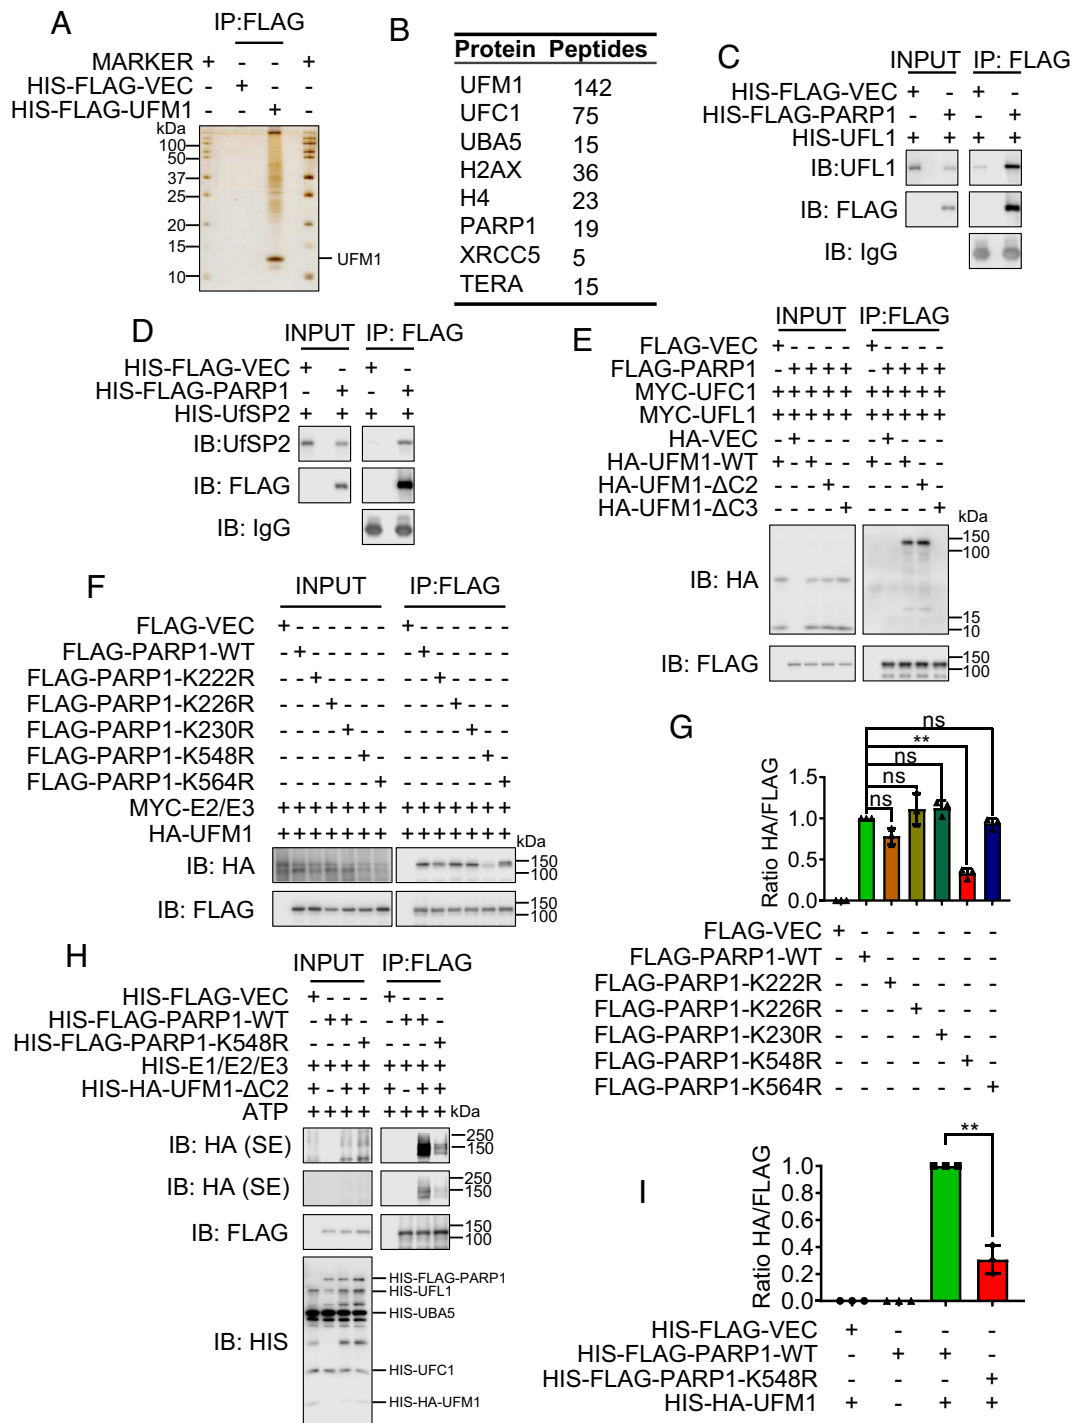 A
IP:FLAG
MARKER + - - +
HIS-FLAG-VEC - + - -
HIS-FLAG-UFM1 - - + -
kDa
100
50
37
25
20
15
10
UFM1
B
Protein Peptides
UFM1 142
UFC1 75
UBA5 15
H2AX 36
H4 23
PARP1 19
XRCC5 5
TERA 15
C
INPUT IP: FLAG
HIS-FLAG-VEC + - + -
HIS-FLAG-PARP1 - + - +
HIS-UFL1 + + + +
IB:UFL1
IB: FLAG
IB: IgG
D
INPUT IP: FLAG
HIS-FLAG-VEC + - + -
HIS-FLAG-PARP1 - + - +
HIS-UfSP2 + + + +
IB:UfSP2
IB: FLAG
IB: IgG
E
INPUT IP:FLAG
FLAG-VEC + - - - - + - - - -
FLAG-PARP1 - + + + + - + + + +
MYC-UFC1 + + + + + + + + + +
MYC-UFL1 + + + + + + + + + +
HA-VEC - + - - - - + - - -
HA-UFM1-WT + - + - - + - + - -
HA-UFM1-ΔC2 - - - + - - - - + -
HA-UFM1-ΔC3 - - - - + - - - - +
kDa
IB: HA
150
100
15
10
IB: FLAG
150
100
F
INPUT IP:FLAG
FLAG-VEC + - - - - - - + - - - - - -
FLAG-PARP1-WT - + - - - - - - + - - - - -
FLAG-PARP1-K222R - - + - - - - - - + - - - -
FLAG-PARP1-K226R - - - + - - - - - - + - - -
FLAG-PARP1-K230R - - - - + - - - - - - + - -
FLAG-PARP1-K548R - - - - - + - - - - - - + -
FLAG-PARP1-K564R - - - - - - + - - - - - - +
MYC-E2/E3 + + + + + + + + + + + + + +
HA-UFM1 + + + + + + + + + + + + + +
kDa
IB: HA
150
100
IB: FLAG
150
100
G
ns
**
ns
ns
ns
Ratio HA/FLAG
1.5
1.0
0.5
0.0
FLAG-VEC + - - - - - -
FLAG-PARP1-WT - + - - - - -
FLAG-PARP1-K222R - - + - - - -
FLAG-PARP1-K226R - - - + - - -
FLAG-PARP1-K230R - - - - + - -
FLAG-PARP1-K548R - - - - - + -
FLAG-PARP1-K564R - - - - - - +
H
INPUT IP:FLAG
HIS-FLAG-VEC + - - - + - - -
HIS-FLAG-PARP1-WT - + + - - + + -
HIS-FLAG-PARP1-K548R - - - + - - - +
HIS-E1/E2/E3 + + + + + + + +
HIS-HA-UFM1-ΔC2 + - + + + - + +
ATP + + + + + + + +
kDa
IB: HA (SE)
250
150
IB: HA (SE)
250
150
IB: FLAG
150
100
IB: HIS
HIS-FLAG-PARP1
HIS-UFL1
HIS-UBA5
HIS-UFC1
HIS-HA-UFM1
I
**
Ratio HA/FLAG
1.0
0.8
0.6
0.4
0.2
0.0
HIS-FLAG-VEC + - - -
HIS-FLAG-PARP1-WT - + + -
HIS-FLAG-PARP1-K548R - - - +
HIS-HA-UFM1 + - + +